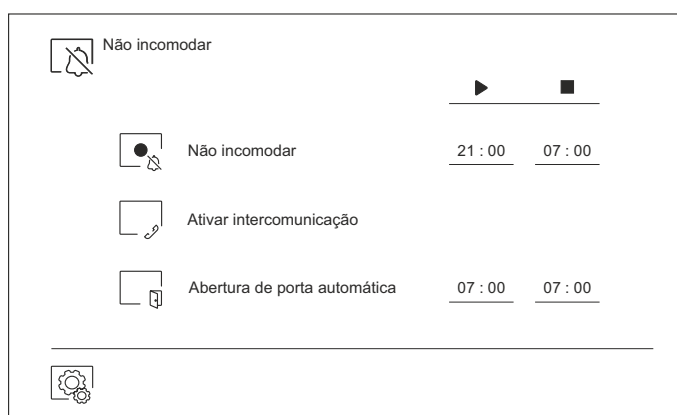 Não incomodar
Não incomodar 21 : 00 07 : 00
Ativar intercomunicação
Abertura de porta automática 07 : 00 07 : 00